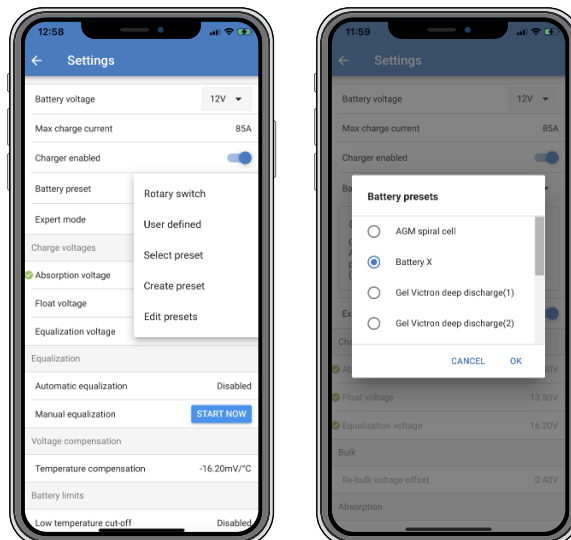 12:58
Settings
Battery voltage 12V
Max charge current 85A
Charger enabled
Battery preset
Rotary switch
User defined
Select preset
Create preset
Edit presets
Expert mode
Charge voltages
Absorption voltage
Float voltage
Equalization voltage
Equalization
Automatic equalization Disabled
Manual equalization START NOW
Voltage compensation
Temperature compensation -16.20mV/°C
Battery limits
Low temperature cut-off Disabled
11:59
Settings
Battery voltage 12V
Max charge current 85A
Charger enabled
Battery presets
AGM spiral cell
Battery X
Gel Victron deep discharge(1)
Gel Victron deep discharge(2)
CANCEL OK
Float voltage 13.80V
Equalization voltage 16.20V
Bulk
Re-bulk voltage offset 0.40V
Absorption